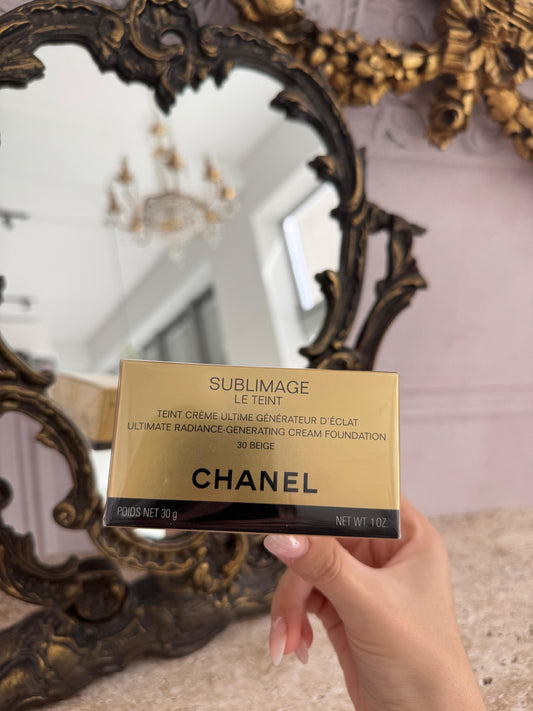 SUBLIMAGE
LE TEINT
TEINT CRÈME ULTIME GÉNÉRATEUR D'ÉCLAT
ULTIMATE RADIANCE-GENERATING CREAM FOUNDATION
30 BEIGE
CHANEL
POIDS NET 30 g NET WT. 1 OZ